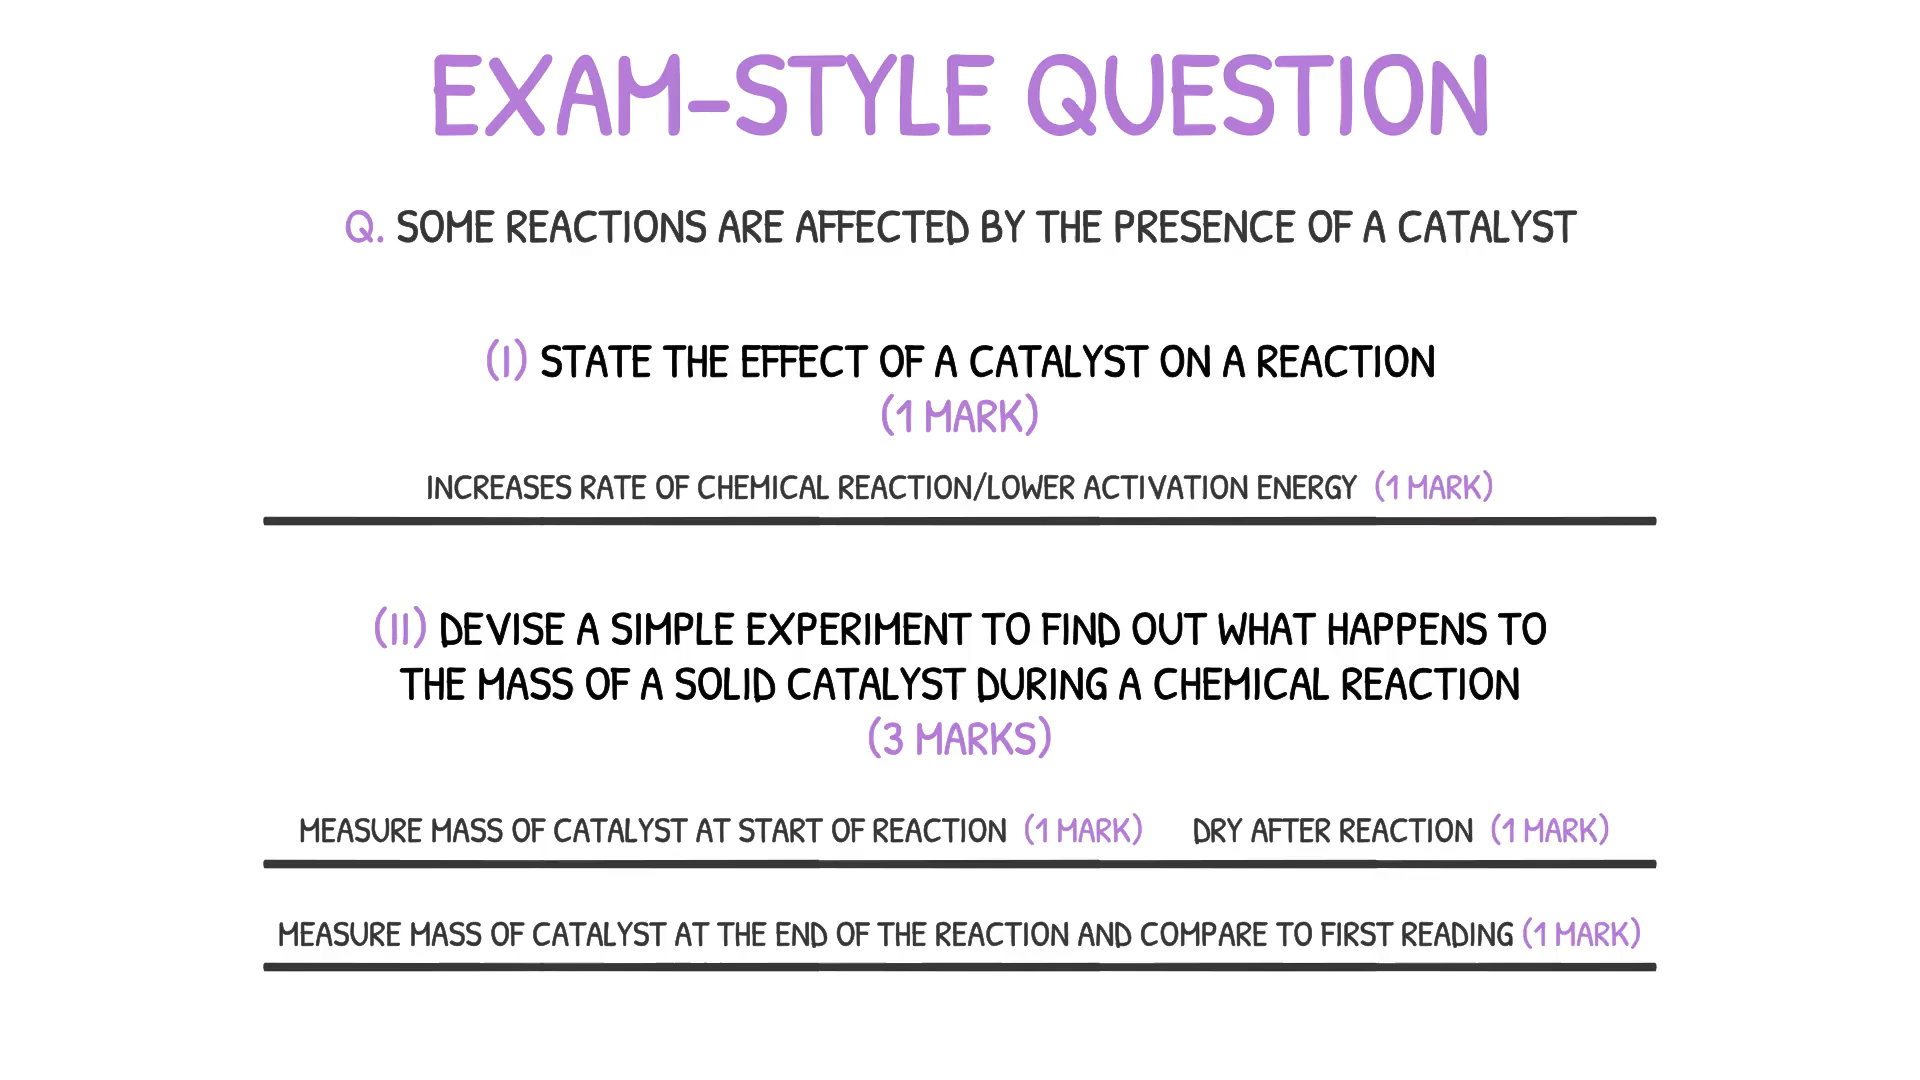 EXAM-STYLE QUESTION
Q. SOME REACTIONS ARE AFFECTED BY THE PRESENCE OF A CATALYST
(I) STATE THE EFFECT OF A CATALYST ON A REACTION
(1 MARK)
INCREASES RATE OF CHEMICAL REACTION/LOWER ACTIVATION ENERGY (1 MARK)
(II) DEVISE A SIMPLE EXPERIMENT TO FIND OUT WHAT HAPPENS TO
THE MASS OF A SOLID CATALYST DURING A CHEMICAL REACTION
(3 MARKS)
MEASURE MASS OF CATALYST AT START OF REACTION (1 MARK) DRY AFTER REACTION (1 MARK)
MEASURE MASS OF CATALYST AT THE END OF THE REACTION AND COMPARE TO FIRST READING (1 MARK)